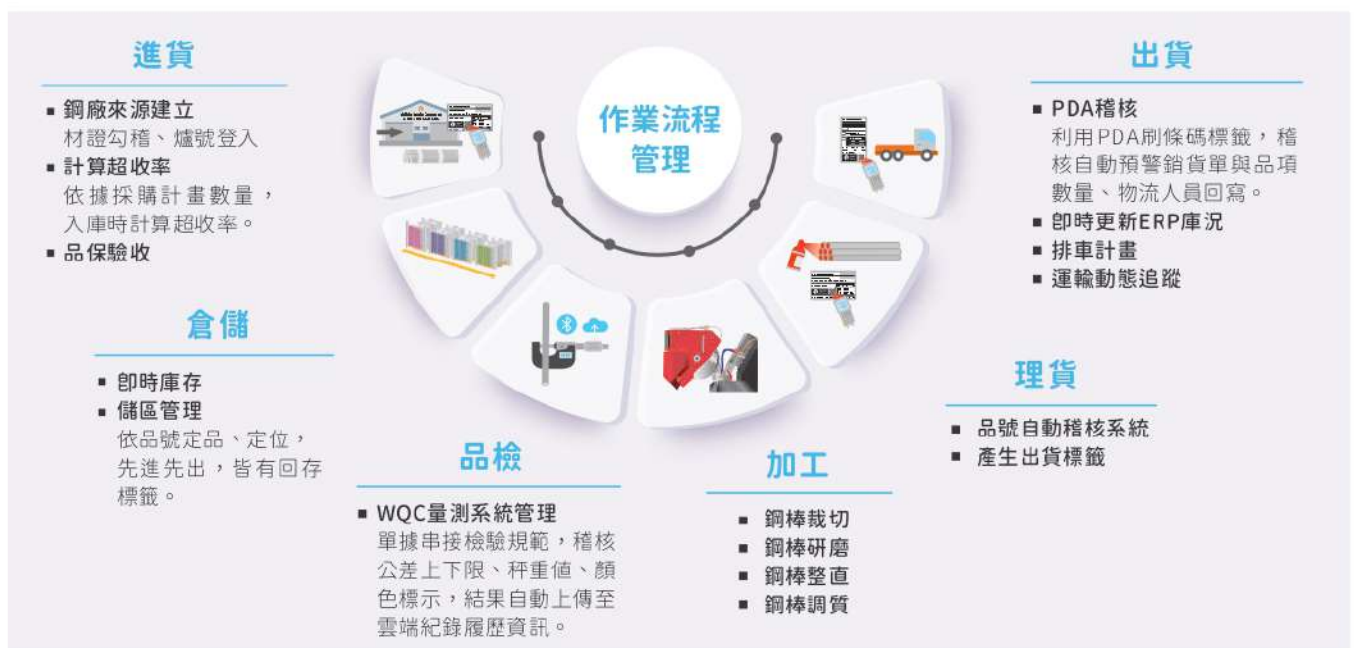 作業流程
管理
進貨
▪ 鋼廠來源建立
材證勾稽、爐號登入
▪ 計算超收率
依據採購計畫數量，
入庫時計算超收率。
▪ 品保驗收
倉儲
▪ 即時庫存
▪ 儲區管理
依品號定品、定位，
先進先出，皆有回存
標籤。
品檢
▪ WQC量測系統管理
單據串接檢驗規範，稽核
公差上下限、秤重值、顏
色標示，結果自動上傳至
雲端紀錄履歷資訊。
加工
▪ 鋼棒裁切
▪ 鋼棒研磨
▪ 鋼棒整直
▪ 鋼棒調質
理貨
▪ 品號自動稽核系統
▪ 產生出貨標籤
出貨
▪ PDA稽核
利用PDA刷條碼標籤，稽
核自動預警銷貨單與品項
數量、物流人員回寫。
▪ 即時更新ERP庫況
▪ 排車計畫
▪ 運輸動態追蹤